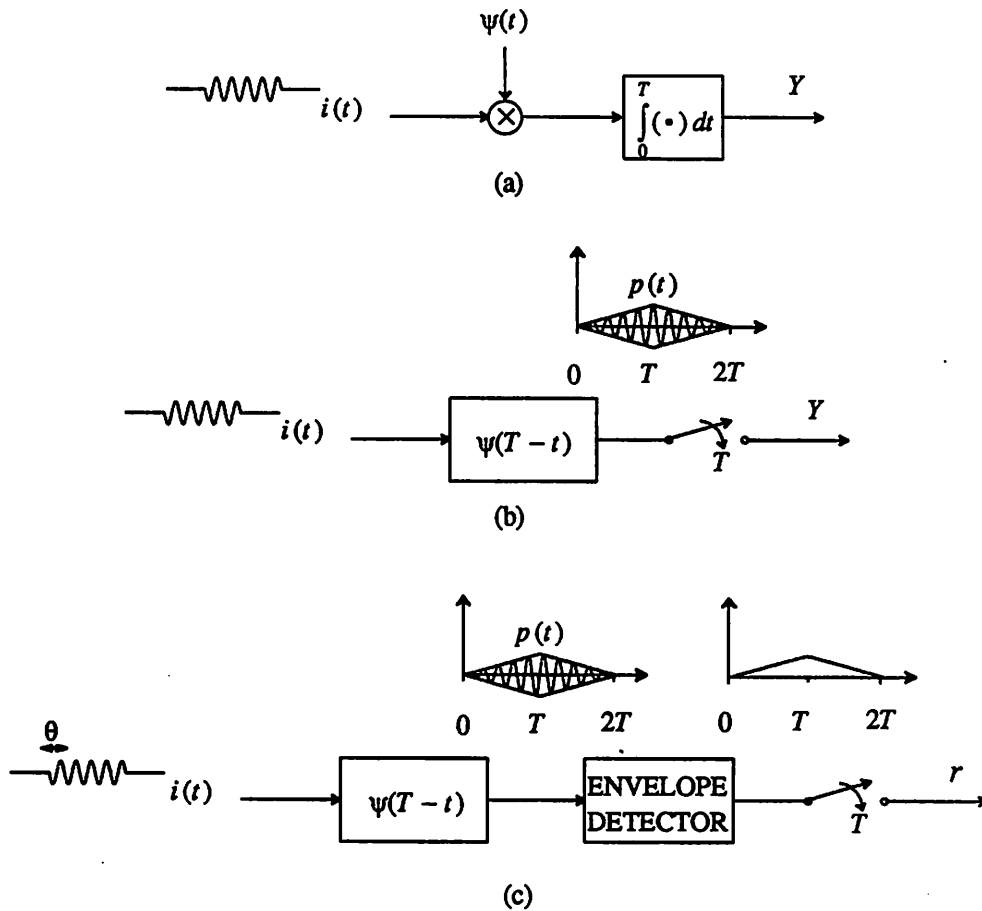 ψ(t)
i(t)
T
∫(•) dt
0
Y
(a)
p(t)
0 T 2T
i(t)
ψ(T − t)
T
Y
(b)
p(t)
0 T 2T
0 T 2T
θ
i(t)
ψ(T − t)
ENVELOPE
DETECTOR
T
r
(c)